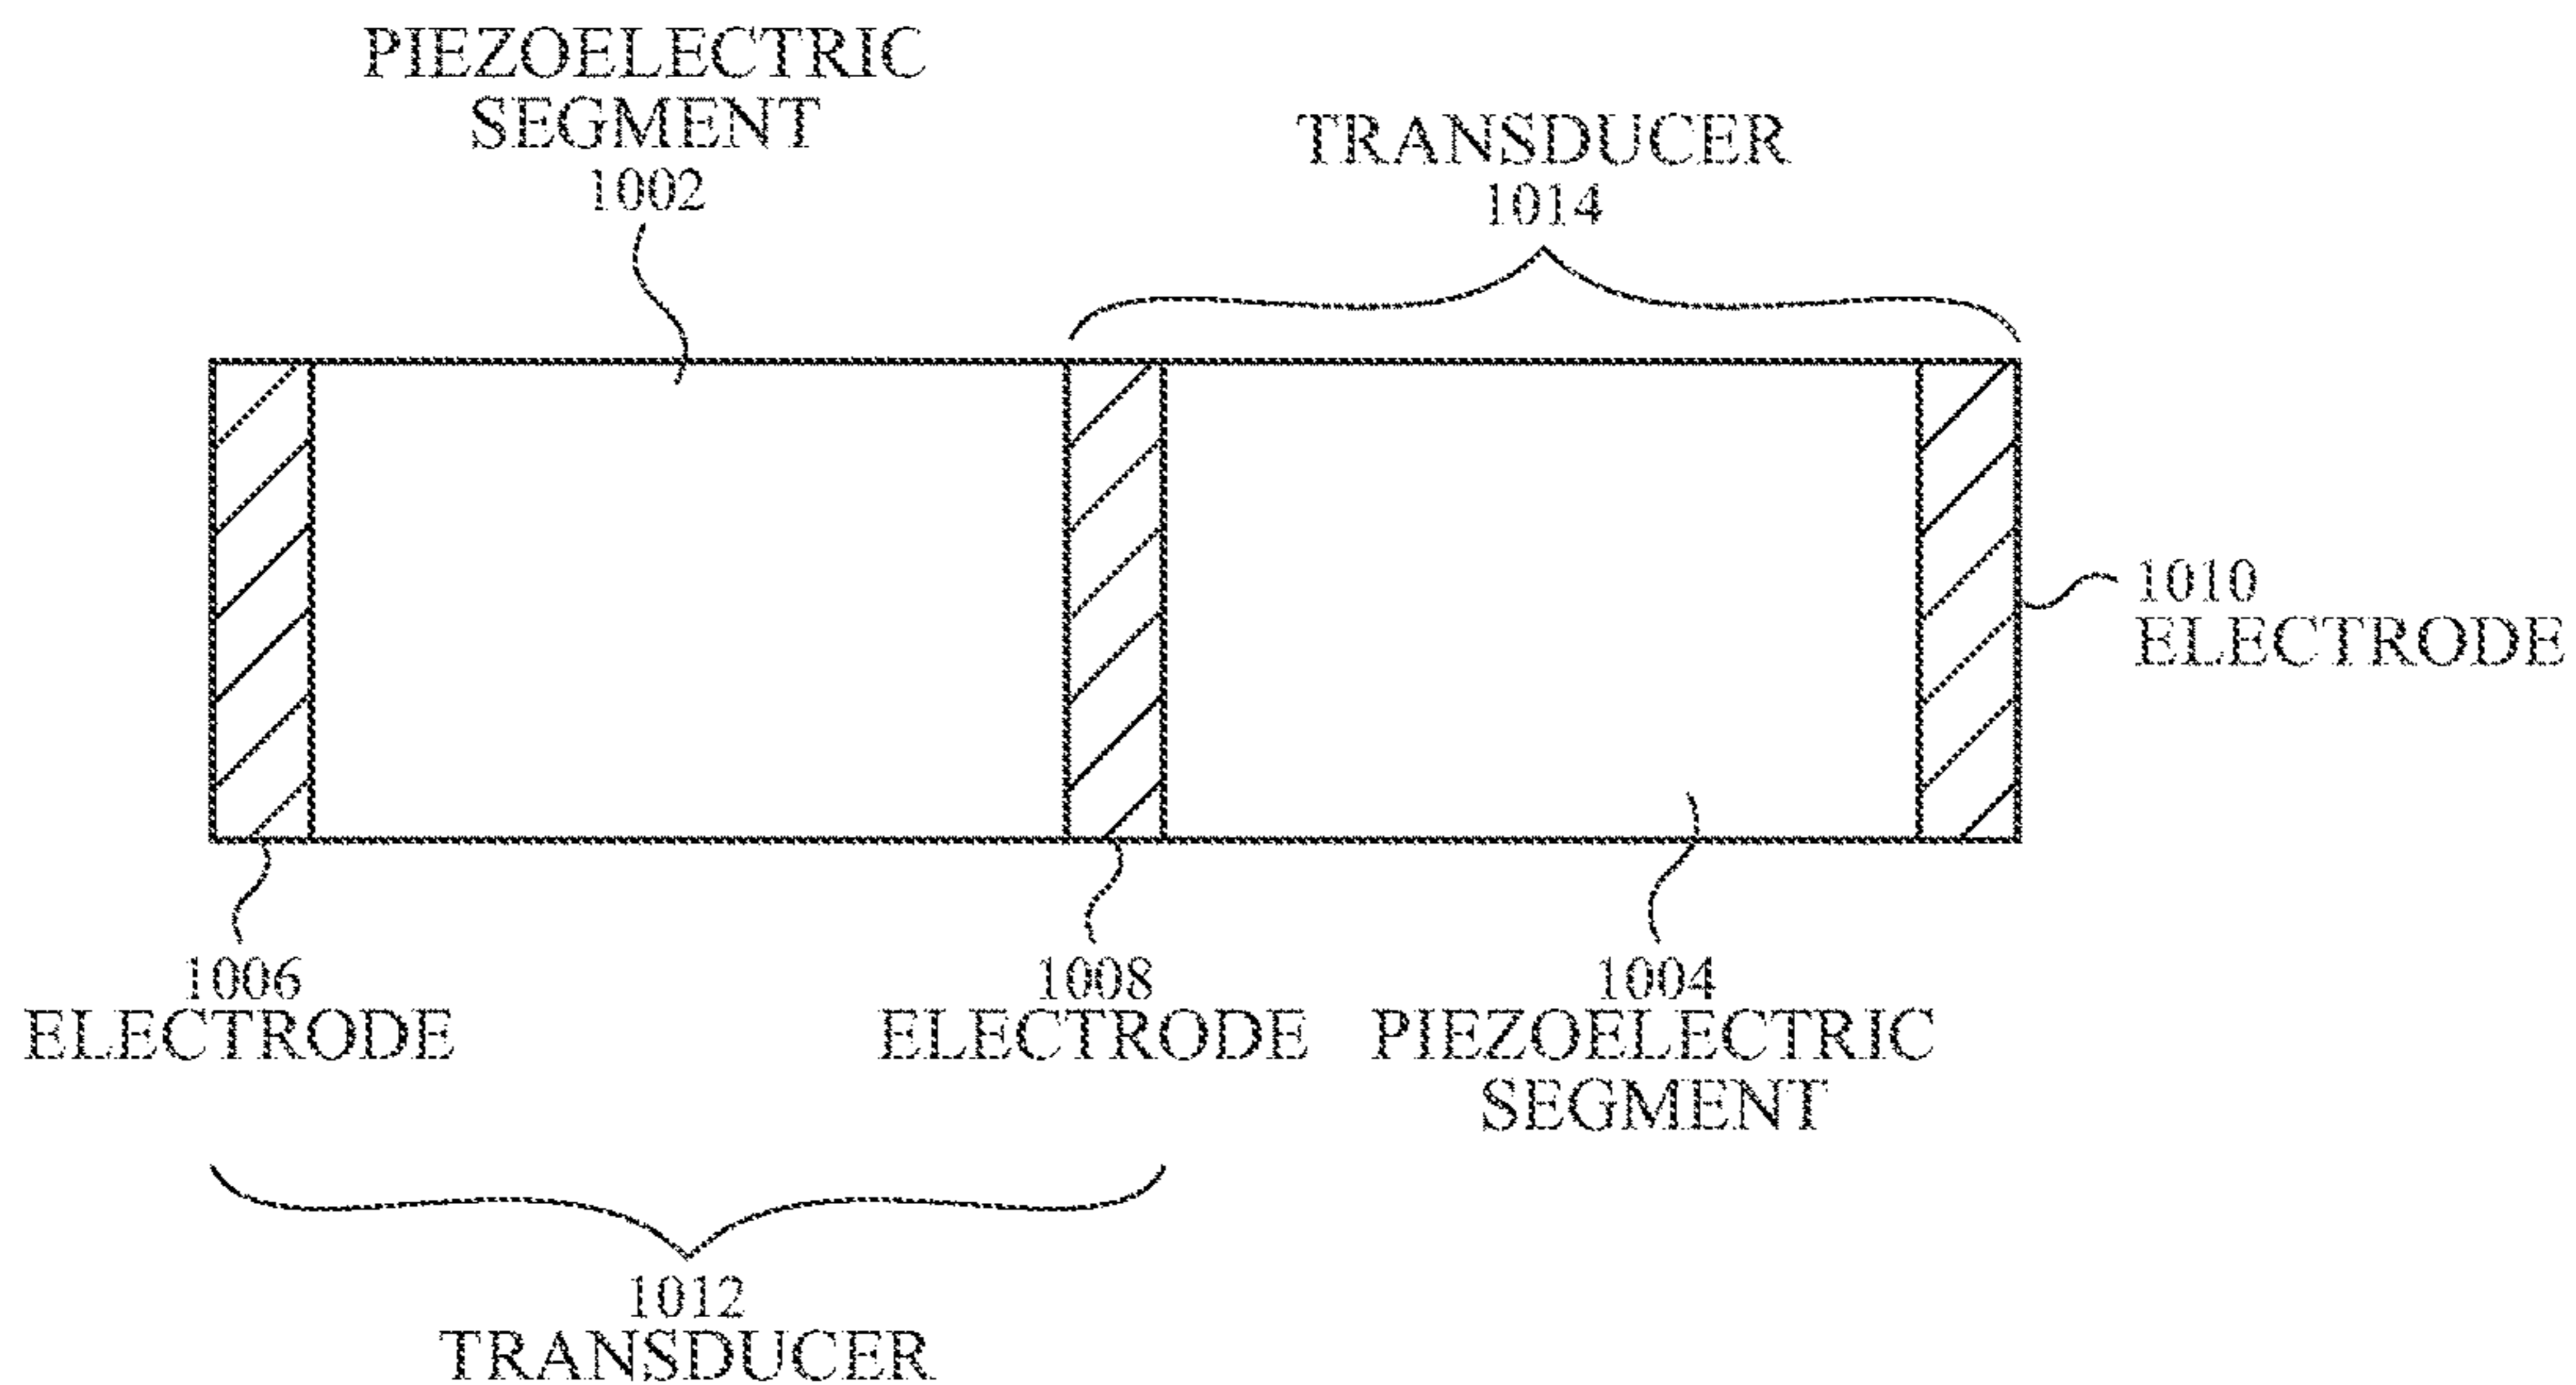 PIEZOELECTRIC
SEGMENT
1002
TRANSDUCER
1014
1010
ELECTRODE
1006
ELECTRODE
1008
ELECTRODE
1004
PIEZOELECTRIC
SEGMENT
1012
TRANSDUCER